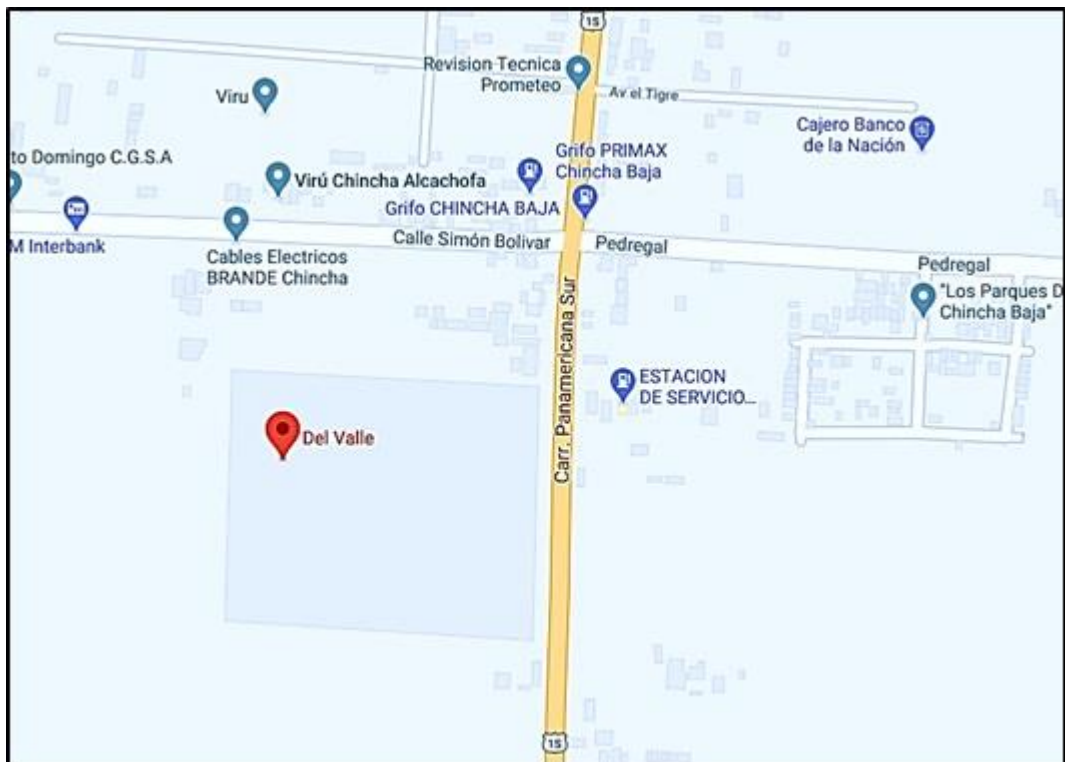 15
Revision Tecnica
Prometeo
Av el Tigre
Viru
Cajero Banco
de la Nación
Grifo PRIMAX
Chincha Baja
to Domingo C.G.S.A
Virú Chincha Alcachofa
Grifo CHINCHA BAJA
M Interbank
Calle Simón Bolivar
Pedregal
Cables Electricos
BRANDE Chincha
Pedregal
"Los Parques D
Chincha Baja"
Carr. Panamericana Sur
ESTACION
DE SERVICIO...
Del Valle
15